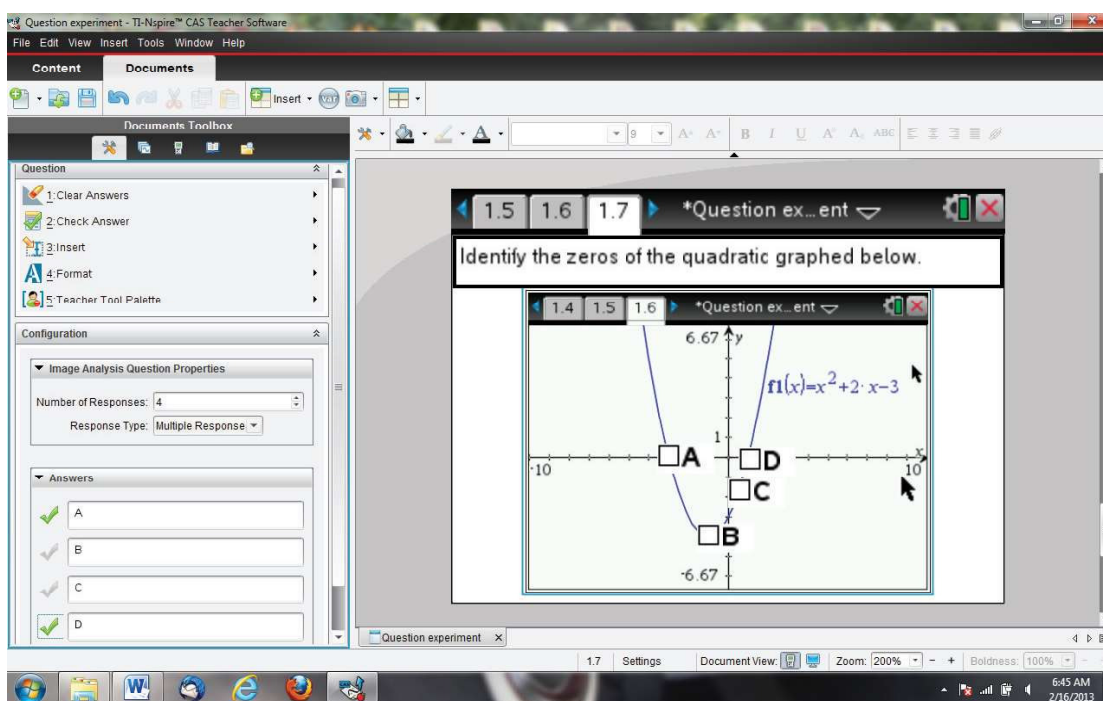 Question experiment - TI-Nspire™ CAS Teacher Software
File Edit View Insert Tools Window Help
Content Documents
Insert
Documents Toolbox
9 B I U ABC
Question
1:Clear Answers
2:Check Answer
3:Insert
4:Format
5:Teacher Tool Palette
Configuration
Image Analysis Question Properties
Number of Responses: 4
Response Type: Multiple Response
Answers
A
B
C
D
1.5 1.6 1.7 *Question ex...ent
Identify the zeros of the quadratic graphed below.
1.4 1.5 1.6 *Question ex...ent
6.67 y
f1(x)=x²+2·x-3
1
A D x
-10 10
C
B
-6.67
Question experiment
1.7 Settings Document View: Zoom: 200% - + Boldness: 100%
6:45 AM
2/16/2013